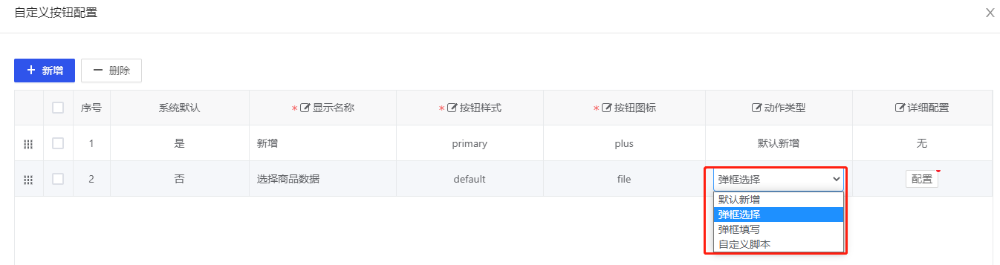 自定义按钮配置
新增 删除
序号 系统默认 *显示名称 *按钮样式 *按钮图标 动作类型 详细配置
1 是 新增 primary plus 默认新增 无
2 否 选择商品数据 default file 弹框选择 配置
默认新增
弹框选择
弹框填写
自定义脚本